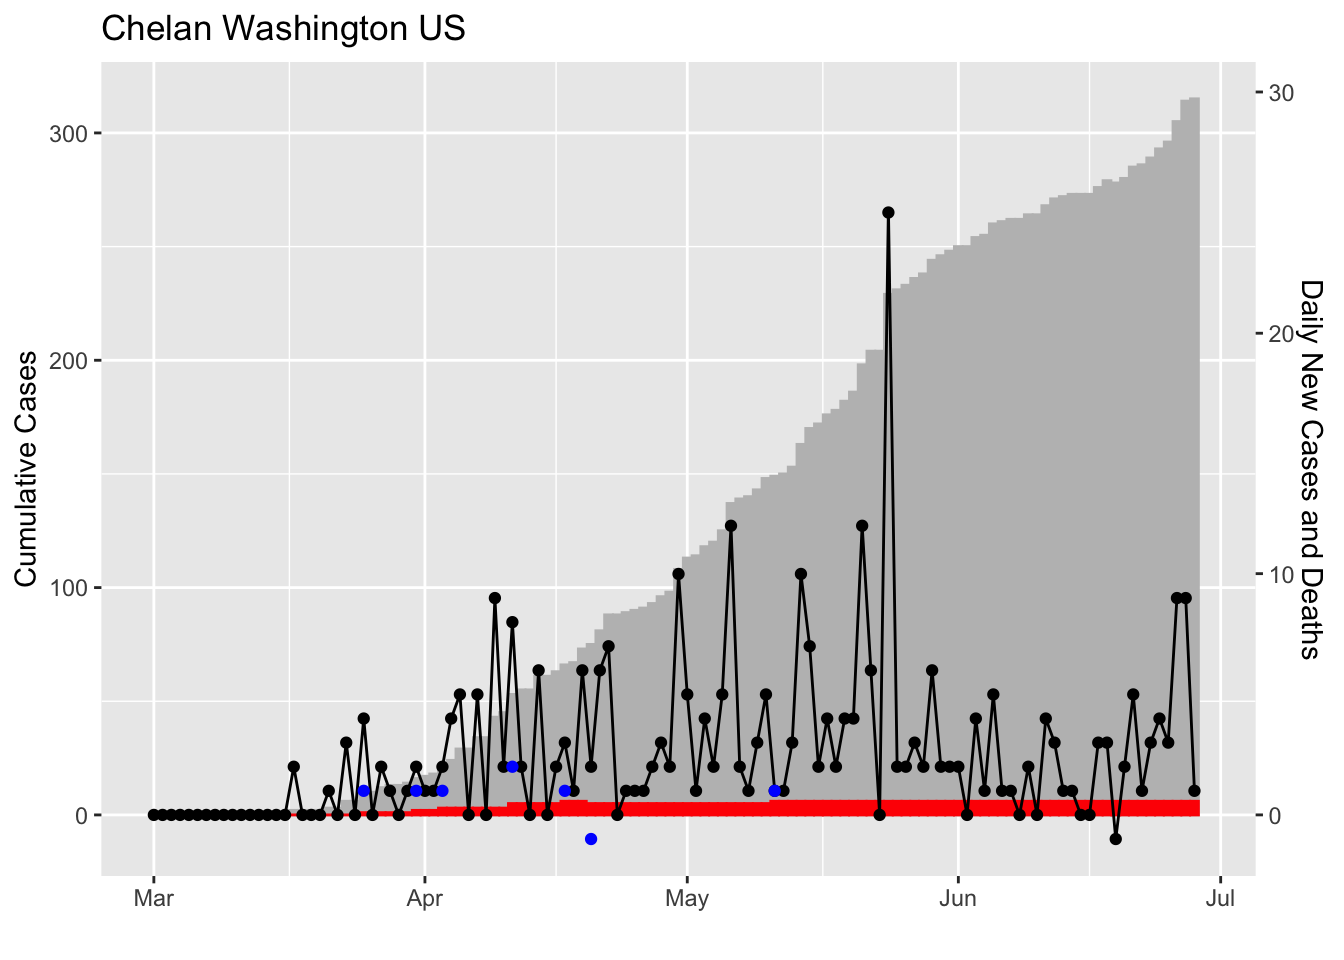 Chelan Washington US
Cumulative Cases
300
200
100
0
30
20
10
0
Daily New Cases and Deaths
Mar
Apr
May
Jun
Jul